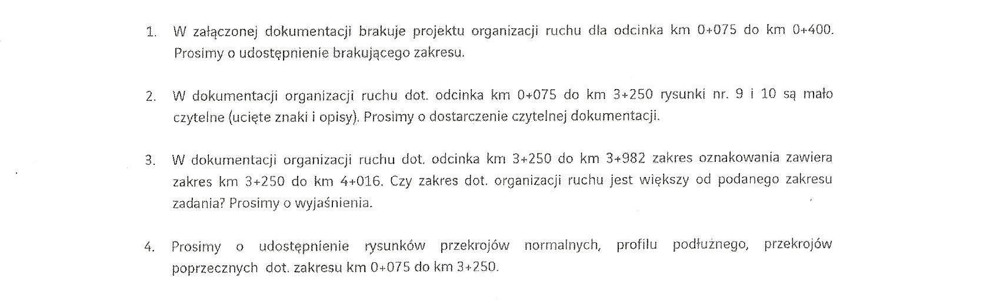 1. W załączonej dokumentacji brakuje projektu organizacji ruchu dla odcinka km 0+075 do km 0+400.
Prosimy o udostępnienie brakującego zakresu.
2. W dokumentacji organizacji ruchu dot. odcinka km 0+075 do km 3+250 rysunki nr. 9 i 10 są mało
czytelne (ucięte znaki i opisy). Prosimy o dostarczenie czytelnej dokumentacji.
3. W dokumentacji organizacji ruchu dot. odcinka km 3+250 do km 3+982 zakres oznakowania zawiera
zakres km 3+250 do km 4+016. Czy zakres dot. organizacji ruchu jest większy od podanego zakresu
zadania? Prosimy o wyjaśnienia.
4. Prosimy o udostępnienie rysunków przekrojów normalnych, profilu podłużnego, przekrojów
poprzecznych dot. zakresu km 0+075 do km 3+250.